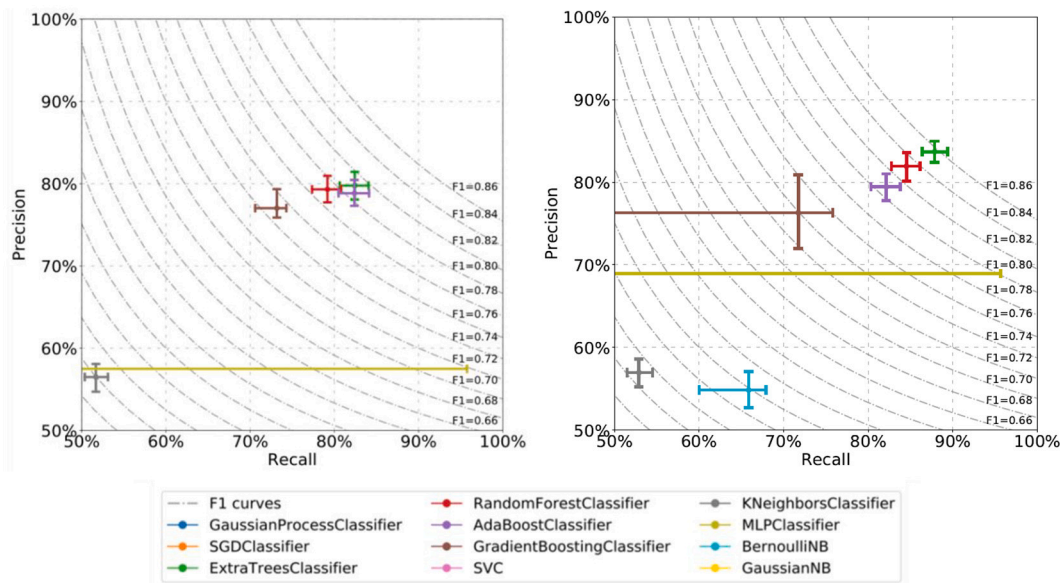 100%
90%
80%
70%
60%
50%
Precision
F1=0.86
F1=0.84
F1=0.82
F1=0.80
F1=0.78
F1=0.76
F1=0.74
F1=0.72
F1=0.70
F1=0.68
F1=0.66
50% 60% 70% 80% 90% 100%
Recall
100%
90%
80%
70%
60%
50%
Precision
F1=0.86
F1=0.84
F1=0.82
F1=0.80
F1=0.78
F1=0.76
F1=0.74
F1=0.72
F1=0.70
F1=0.68
F1=0.66
50% 60% 70% 80% 90% 100%
Recall
F1 curves
GaussianProcessClassifier
SGDClassifier
ExtraTreesClassifier
RandomForestClassifier
AdaBoostClassifier
GradientBoostingClassifier
SVC
KNeighborsClassifier
MLPClassifier
BernoulliNB
GaussianNB